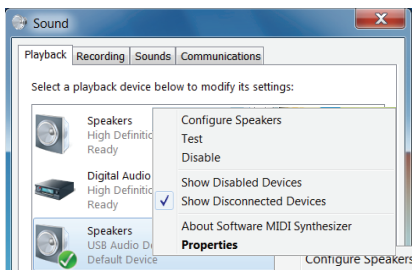 Sound
Playback Recording Sounds Communications
Select a playback device below to modify its settings:
Speakers
High Definitio
Ready
Digital Audio
High Definitio
Ready
Speakers
USB Audio De
Default Device
Configure Speakers
Test
Disable
Show Disabled Devices
Show Disconnected Devices
About Software MIDI Synthesizer
Properties
Configure Speakers